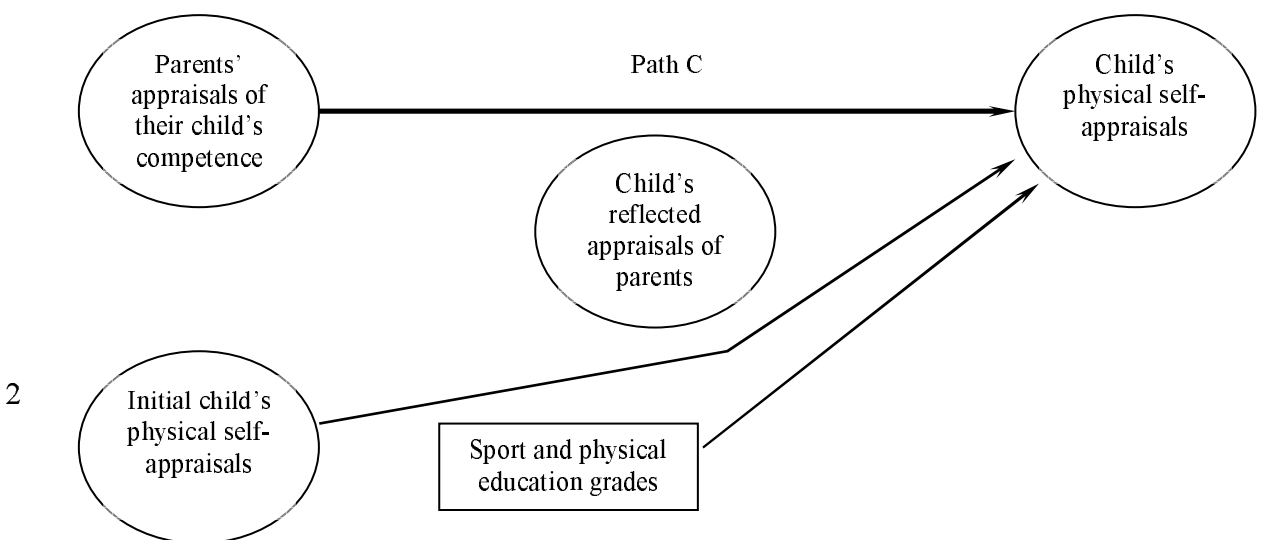 Parents’
appraisals of
their child’s
competence
Path C
Child’s
physical self-
appraisals
Child’s
reflected
appraisals of
parents
2
Initial child’s
physical self-
appraisals
Sport and physical
education grades